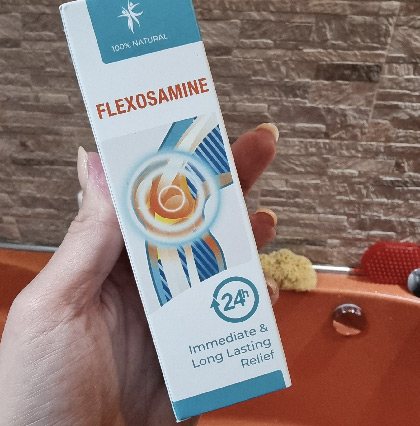 100% NATURAL
FLEXOSAMINE
24h
Immediate &
Long Lasting
Relief